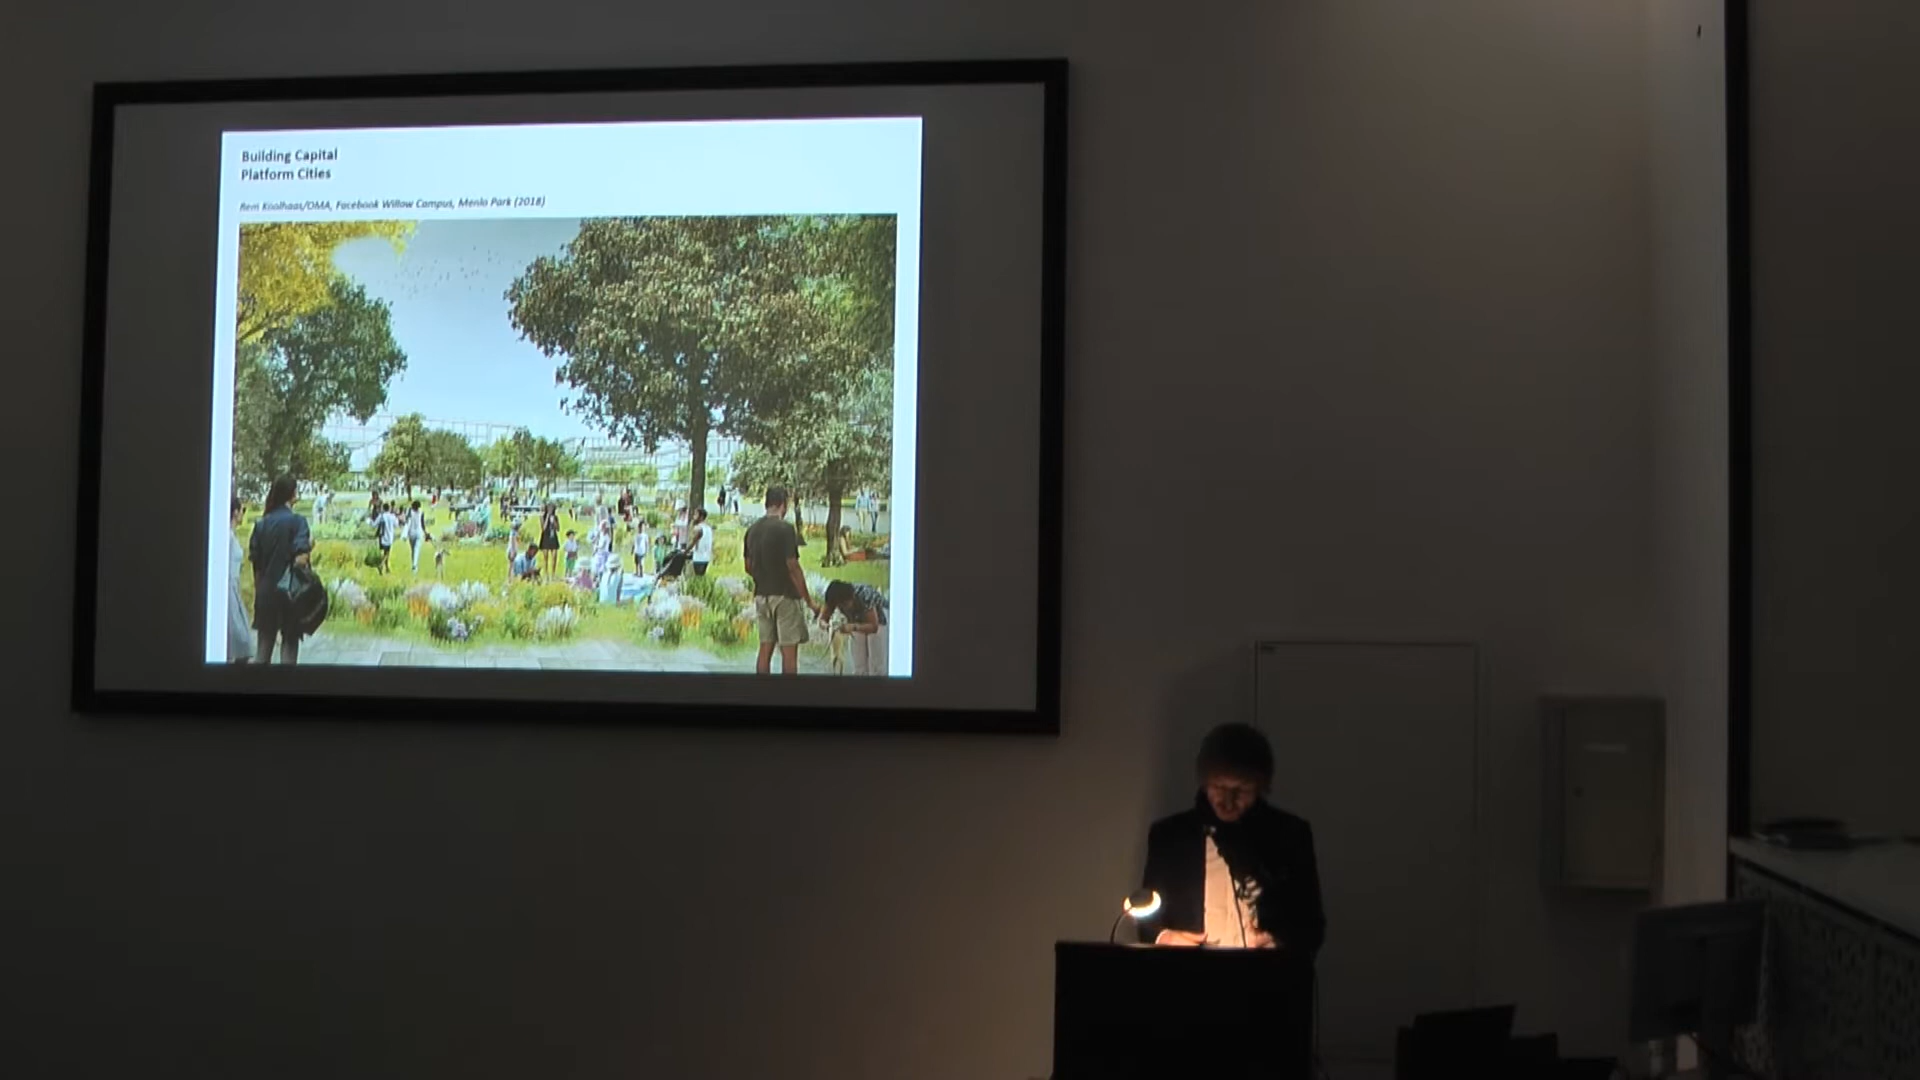 Building Capital
Platform Cities
Rem Koolhaas/OMA, Facebook Willow Campus, Menlo Park (2018)